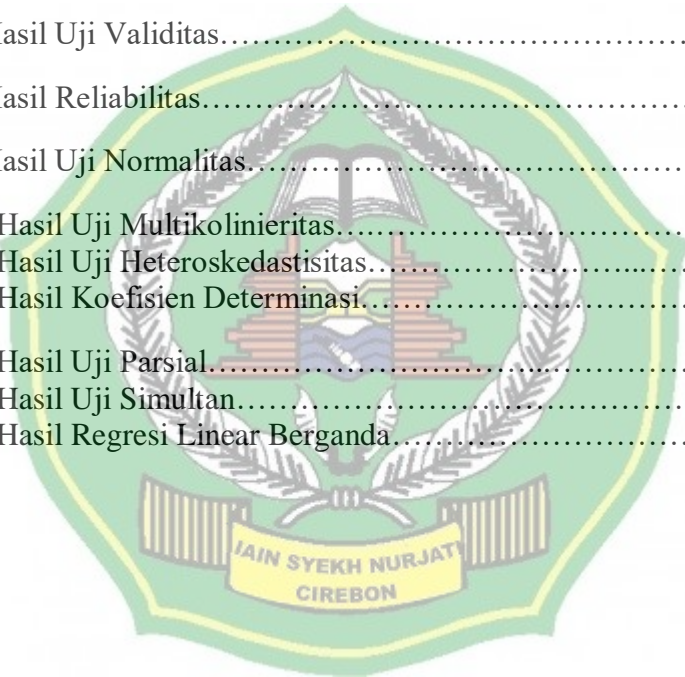 Hasil Uji Validitas……………………………………………
Hasil Reliabilitas……………………………………………
Hasil Uji Normalitas…………………………………………
Hasil Uji Multikolinieritas……………………………………
Hasil Uji Heteroskedastisitas………………………...……
Hasil Koefisien Determinasi…………………………………
Hasil Uji Parsial………………………………...……………
Hasil Uji Simultan……………………………………………
Hasil Regresi Linear Berganda………………………………
IAIN SYEKH NURJATI
CIREBON